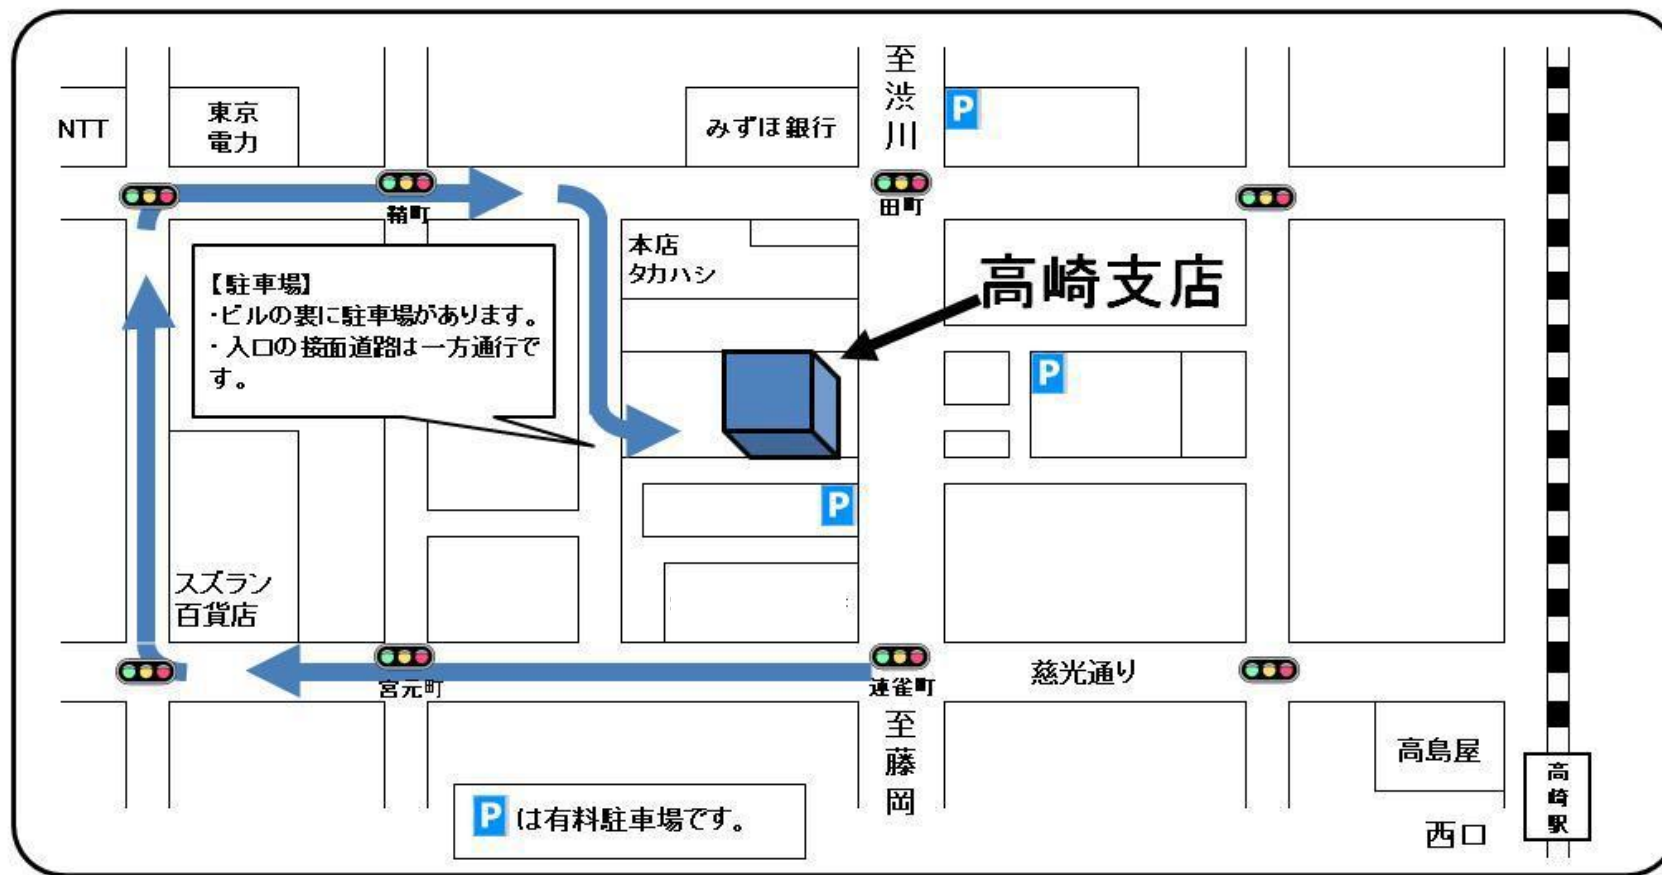 至渋川
P
NTT
東京
電力
みずほ銀行
鞘町
田町
本店
タカハシ
高崎支店
【駐車場】
・ビルの裏に駐車場があります。
・入口の接面道路は一方通行で
す。
P
P
スズラン
百貨店
宮元町
連雀町
慈光通り
至藤岡
高島屋
高崎駅
西口
P は有料駐車場です。